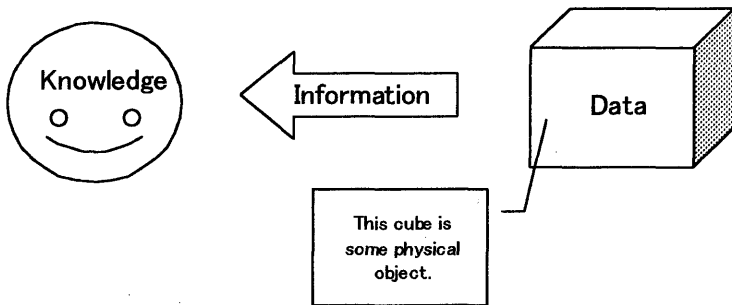 Knowledge
Information
Data
This cube is
some physical
object.